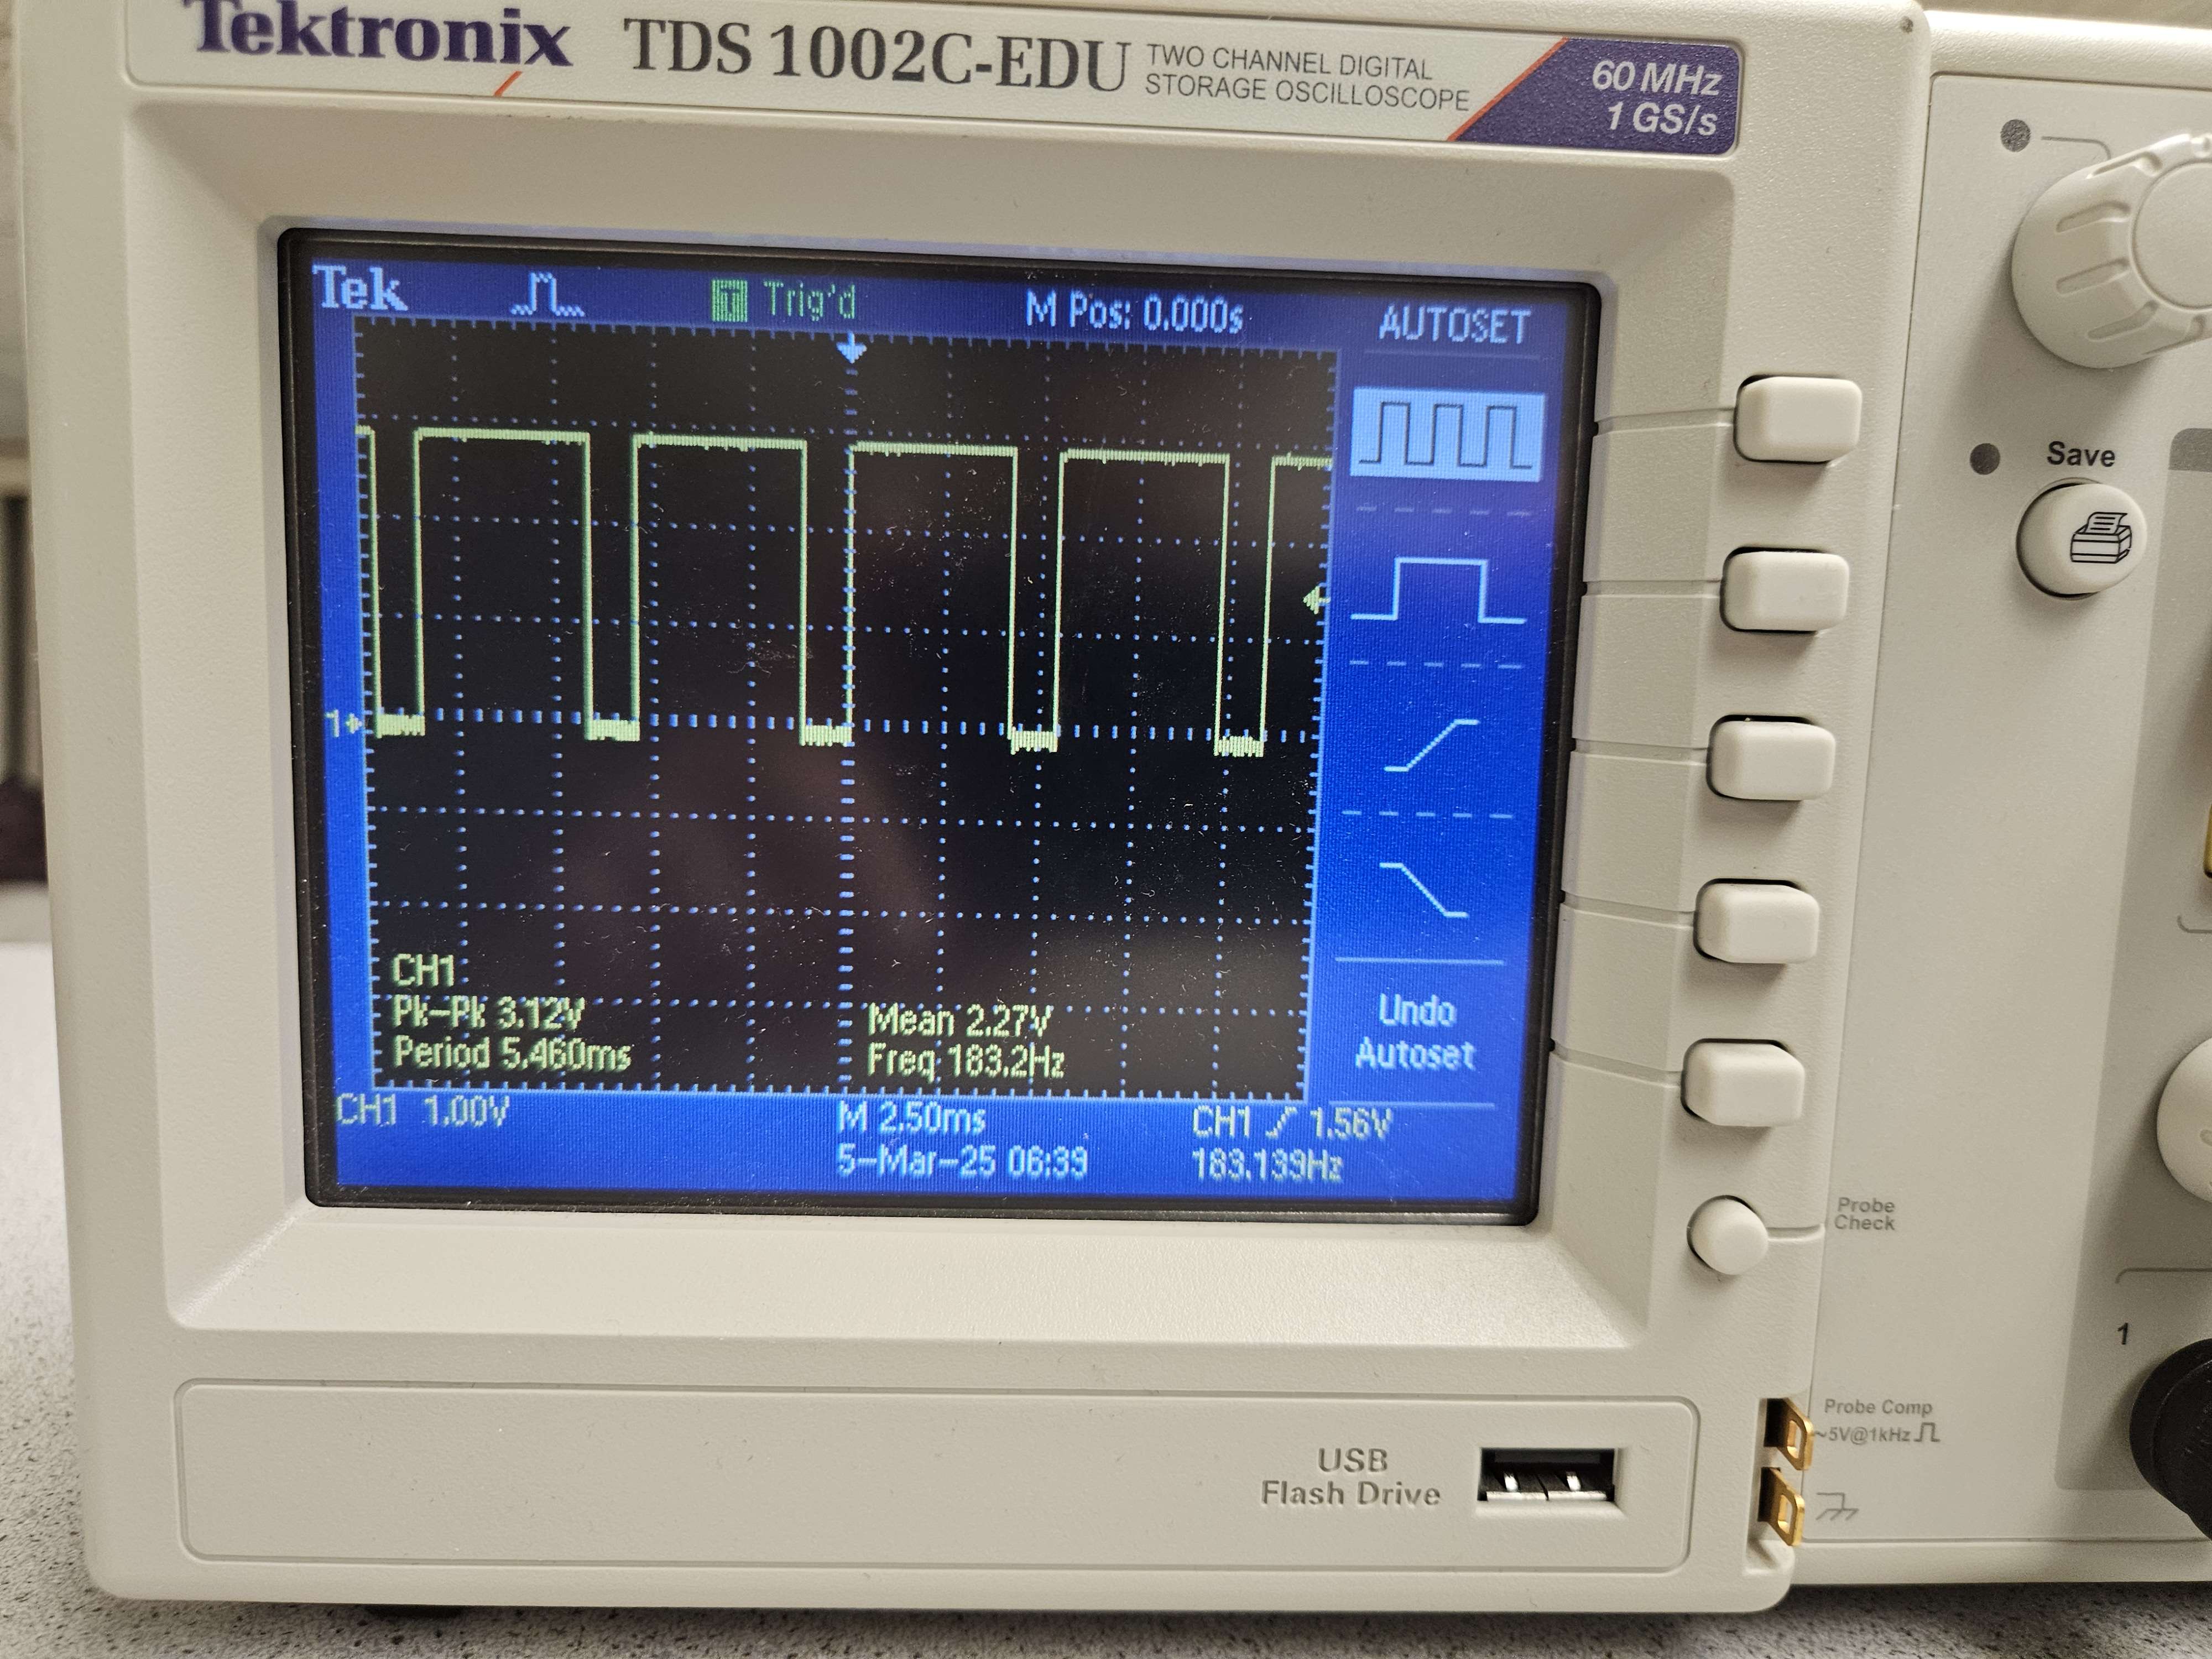 Tektronix TDS 1002C-EDU TWO CHANNEL DIGITAL
STORAGE OSCILLOSCOPE
60 MHz
1 GS/s
Tek T Trig'd M Pos: 0.000s AUTOSET
Save
1
CH1
Pk-Pk 3.12V Mean 2.27V
Period 5.460ms Freq 183.2Hz
Undo
Autoset
CH1 1.00V M 2.50ms CH1 1.56V
5-Mar-25 06:39 183.139Hz
Probe
Check
1
Probe Comp
~5V@1kHz
USB
Flash Drive